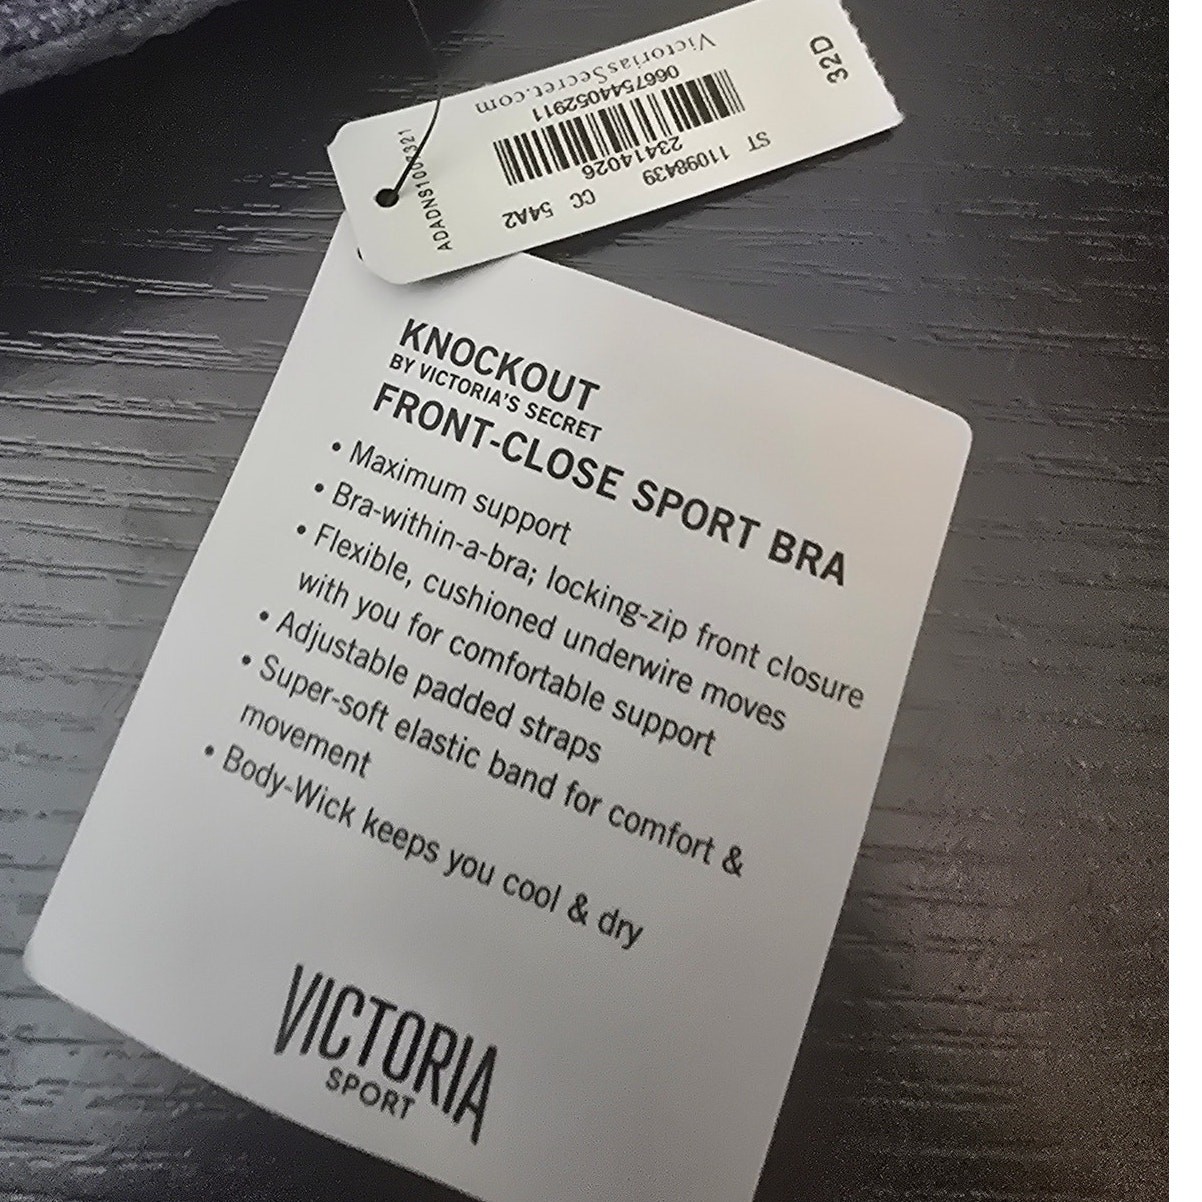 VictoriasSecret.com
0667544052911
23414026
ST 11098439 CC 54A2
32D
KNOCKOUT
BY VICTORIA'S SECRET
FRONT-CLOSE SPORT BRA
• Maximum support
• Bra-within-a-bra; locking-zip front closure
• Flexible, cushioned underwire moves
with you for comfortable support
• Adjustable padded straps
• Super-soft elastic band for comfort &
movement
• Body-Wick keeps you cool & dry
VICTORIA
SPORT